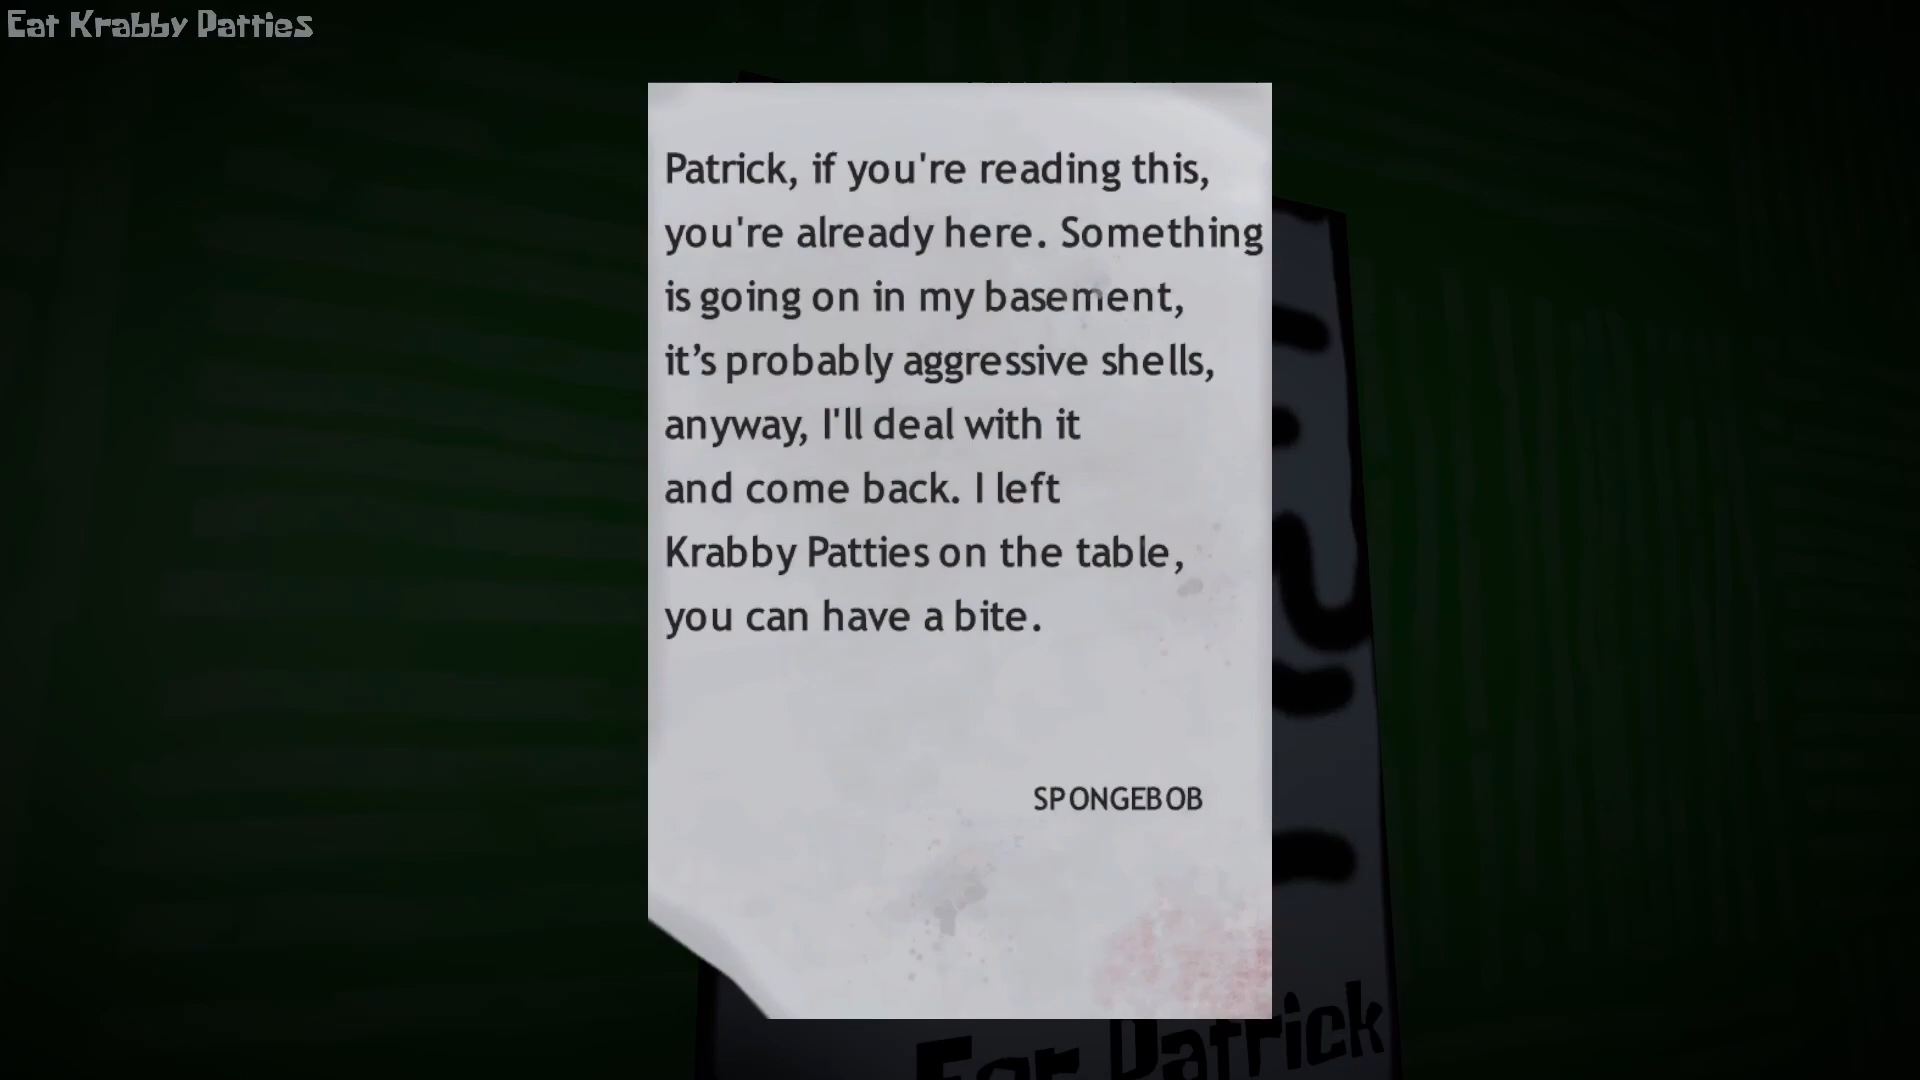 Eat Krabby Patties
Patrick, if you're reading this,
you're already here. Something
is going on in my basement,
it’s probably aggressive shells,
anyway, I'll deal with it
and come back. I left
Krabby Patties on the table,
you can have a bite.
SPONGEBOB
For Patrick